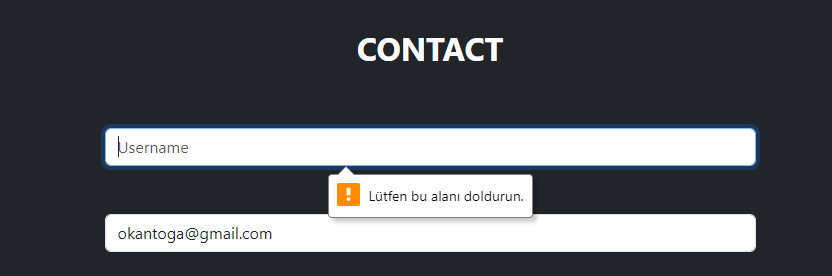 CONTACT
Username
Lütfen bu alanı doldurun.
okantoga@gmail.com